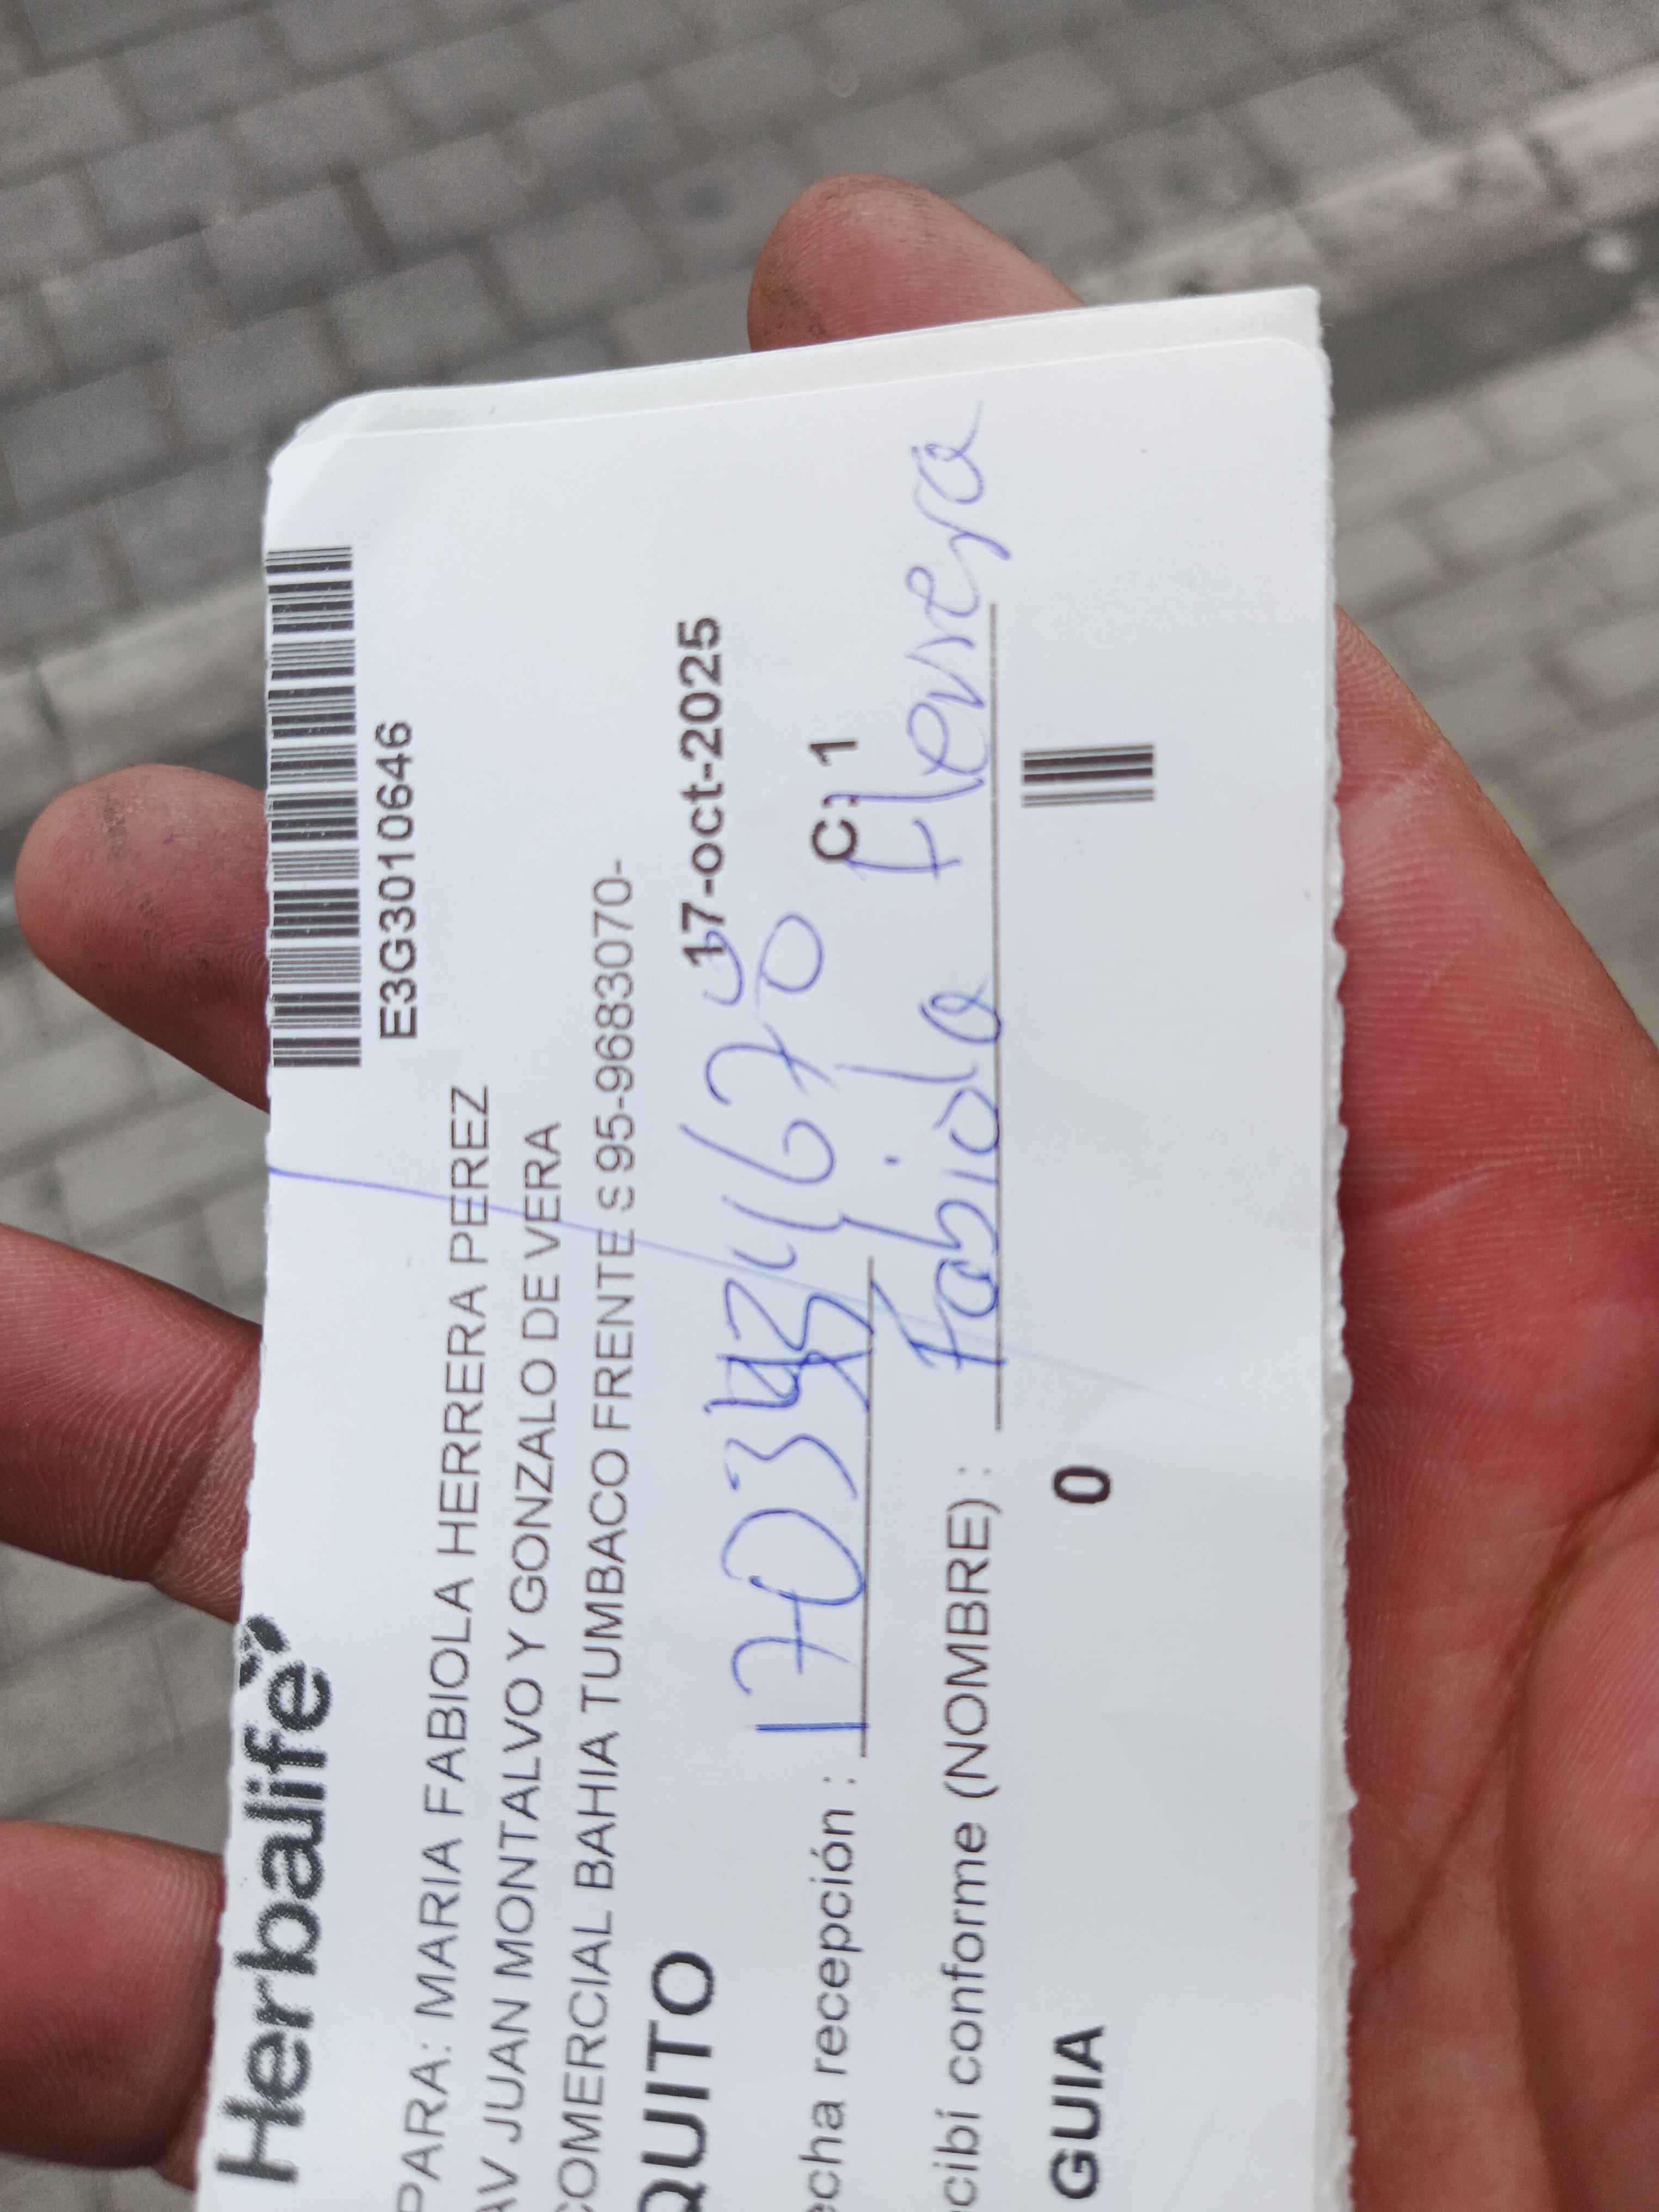 Herbalife
E3G3010646
PARA: MARIA FABIOLA HERRERA PEREZ
AV JUAN MONTALVO Y GONZALO DE VERA
COMERCIAL BAHIA TUMBACO FRENTE S 95-9683070-
QUITO 17-oct-2025
echa recepción : C: 1
cibí conforme (NOMBRE) : Fabiola Herrera
GUIA 0